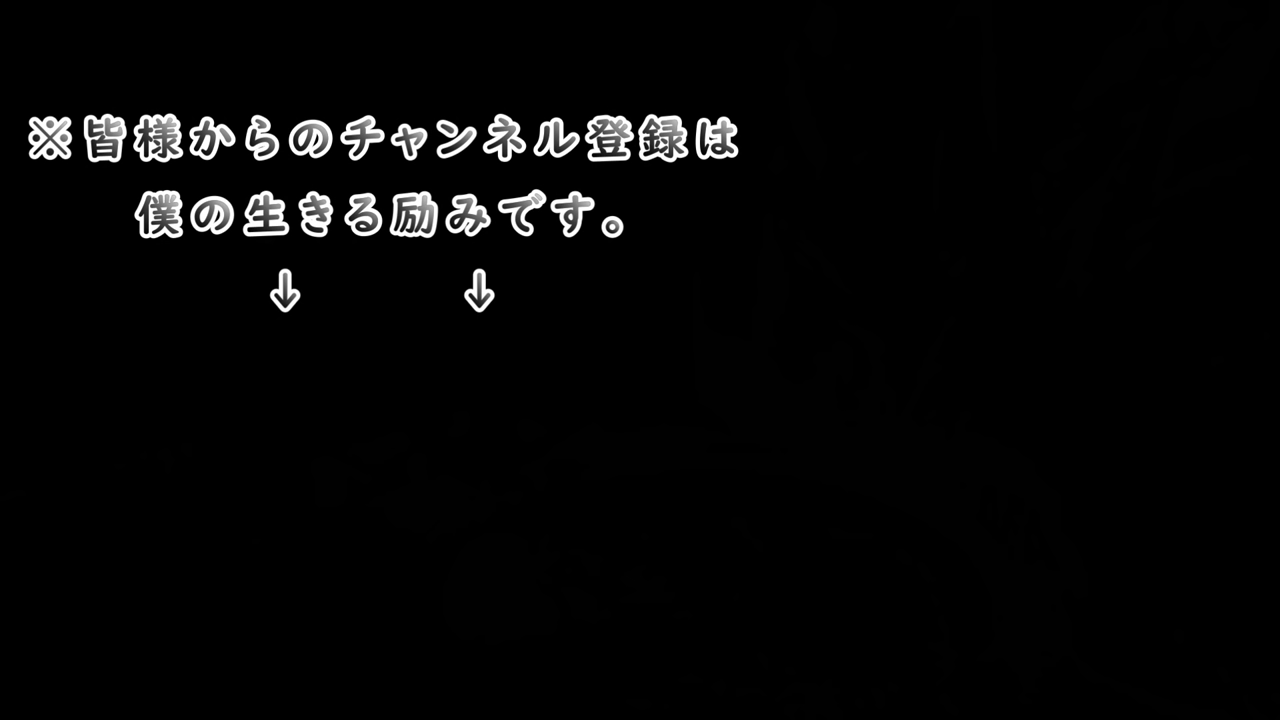 ※皆様からのチャンネル登録は
僕の生きる励みです。
↓ ↓